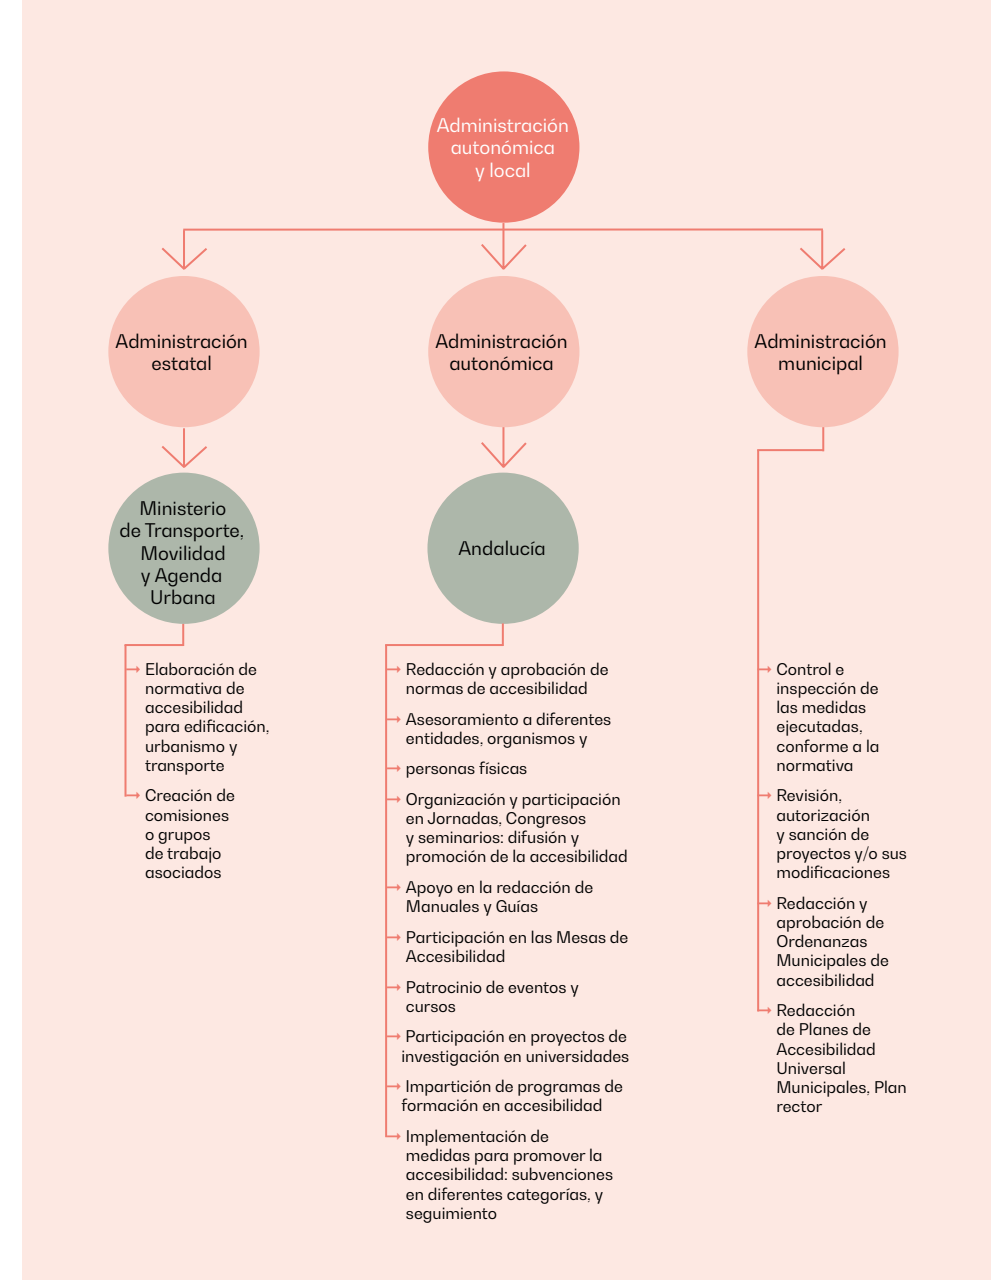 Administración
autonómica
y local
Administración
estatal
Administración
autonómica
Administración
municipal
Ministerio
de Transporte,
Movilidad
y Agenda
Urbana
Andalucía
Elaboración de
normativa de
accesibilidad
para edificación,
urbanismo y
transporte
Creación de
comisiones
o grupos
de trabajo
asociados
Redacción y aprobación de
normas de accesibilidad
Asesoramiento a diferentes
entidades, organismos y
personas físicas
Organización y participación
en Jornadas, Congresos
y seminarios: difusión y
promoción de la accesibilidad
Apoyo en la redacción de
Manuales y Guías
Participación en las Mesas de
Accesibilidad
Patrocinio de eventos y
cursos
Participación en proyectos de
investigación en universidades
Impartición de programas de
formación en accesibilidad
Implementación de
medidas para promover la
accesibilidad: subvenciones
en diferentes categorías, y
seguimiento
Control e
inspección de
las medidas
ejecutadas,
conforme a la
normativa
Revisión,
autorización
y sanción de
proyectos y/o sus
modificaciones
Redacción y
aprobación de
Ordenanzas
Municipales de
accesibilidad
Redacción
de Planes de
Accesibilidad
Universal
Municipales, Plan
rector